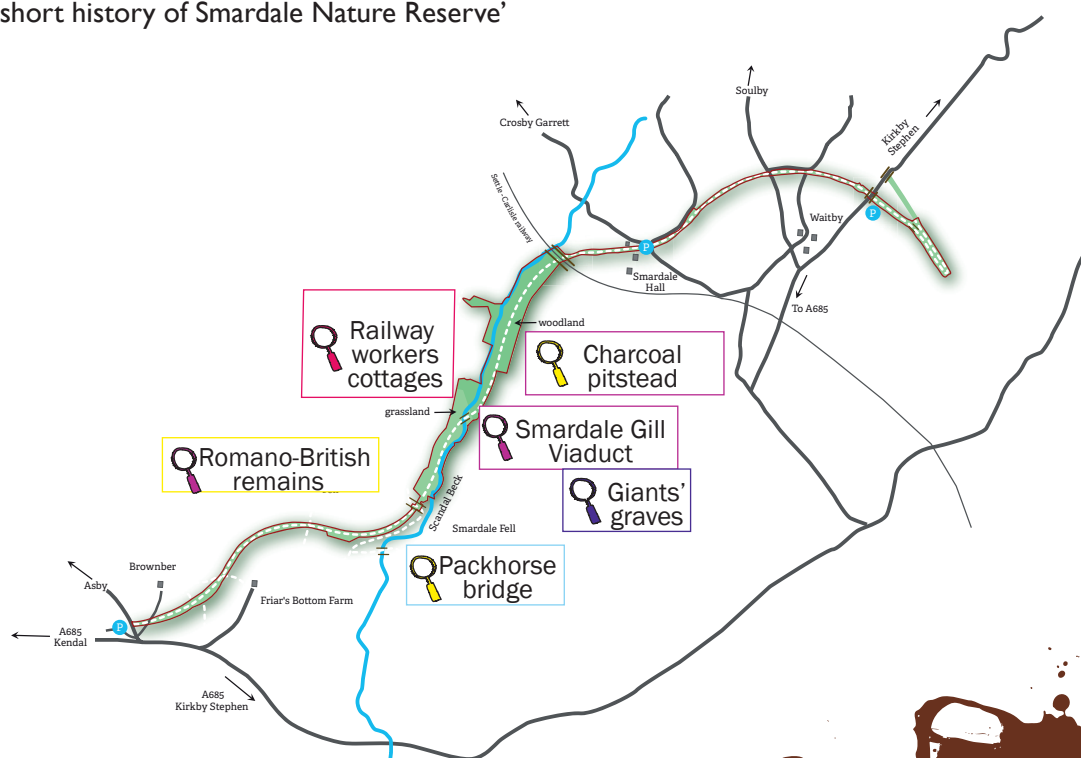 short history of Smardale Nature Reserve’
Soulby
Crosby Garrett
Kirkby
Stephen
Settle - Carlisle railway
Waitby
P
P
Smardale
Hall
To A685
woodland
Railway
workers
cottages
Charcoal
pitstead
grassland
Smardale Gill
Viaduct
Romano-British
remains
Giants’
graves
Scandal Beck
Smardale Fell
Packhorse
bridge
Brownber
Asby
Friar's Bottom Farm
P
A685
Kendal
A685
Kirkby Stephen